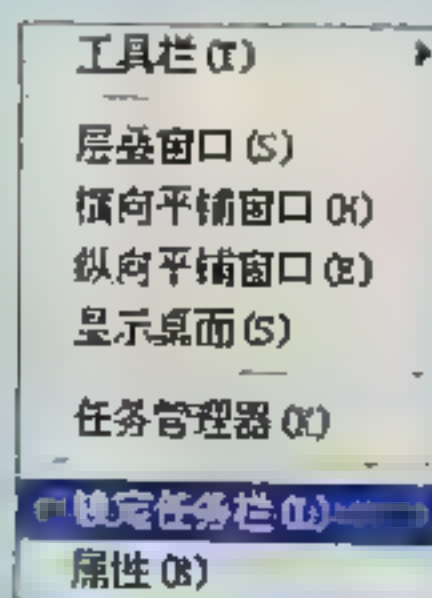 工具栏(T)
层叠窗口(S)
横向平铺窗口(H)
纵向平铺窗口(E)
显示桌面(S)
任务管理器(K)
锁定任务栏(L)
属性(R)